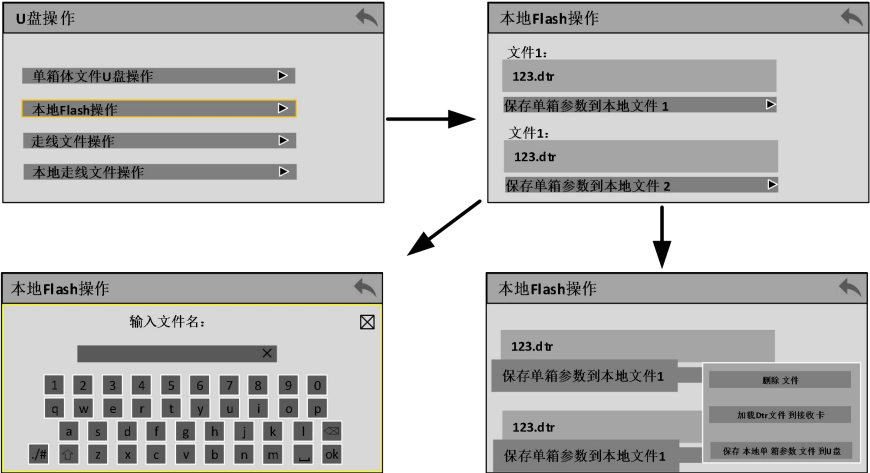 U盘操作
单箱体文件U盘操作
本地Flash操作
走线文件操作
本地走线文件操作
本地Flash操作
文件1：
123.dtr
保存单箱参数到本地文件 1
文件1：
123.dtr
保存单箱参数到本地文件 2
本地Flash操作
输入文件名：
1 2 3 4 5 6 7 8 9 0
q w e r t y u i o p
a s d f g h j k l
./# z x c v b n m ok
本地Flash操作
123.dtr
保存单箱参数到本地文件1
删除 文件
加载Dtr文件 到接收 卡
123.dtr
保存单箱参数到本地文件1
保存 本地单 箱参数 文件 到U盘